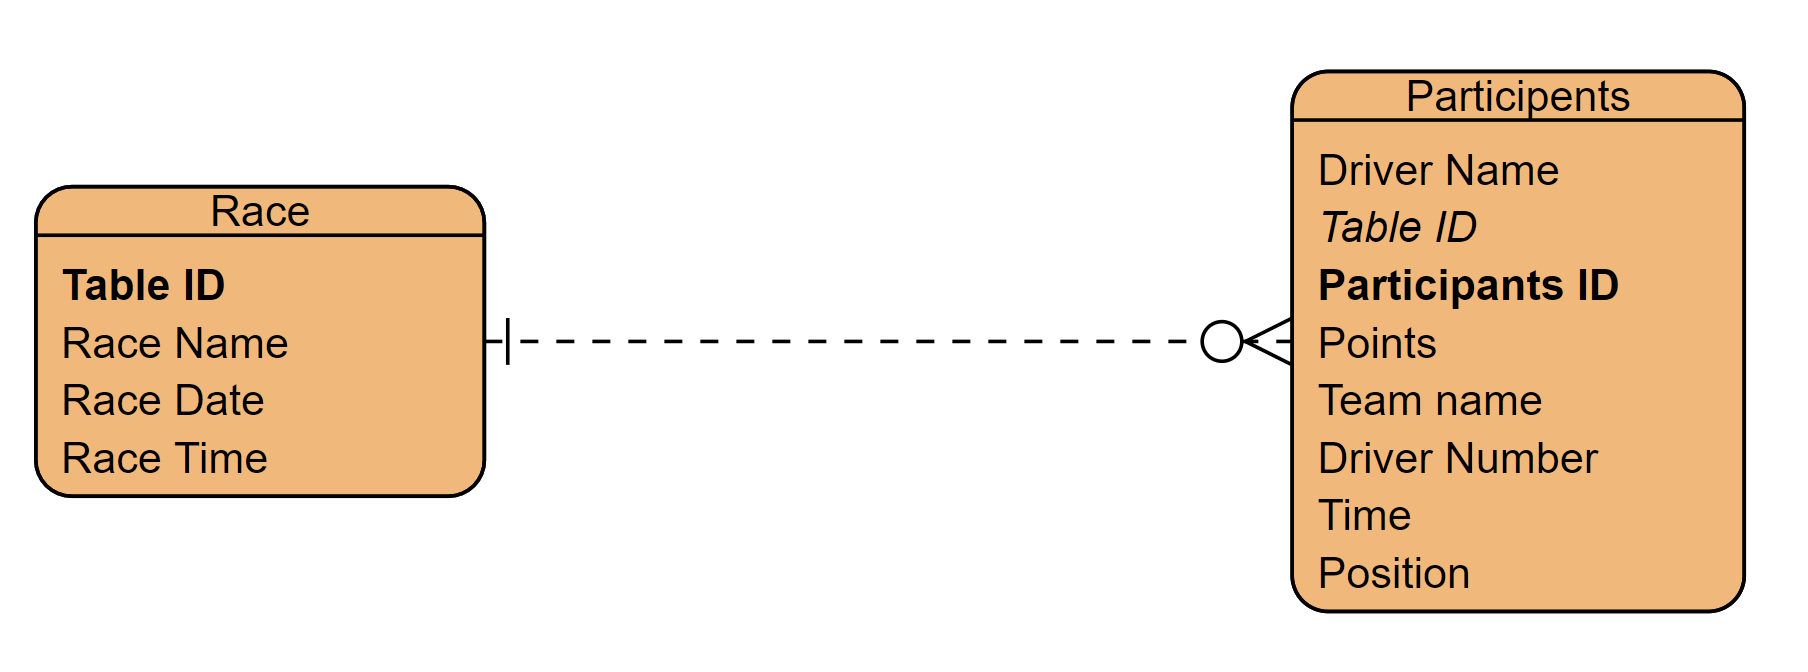 Race
Table ID
Race Name
Race Date
Race Time
Participents
Driver Name
Table ID
Participants ID
Points
Team name
Driver Number
Time
Position